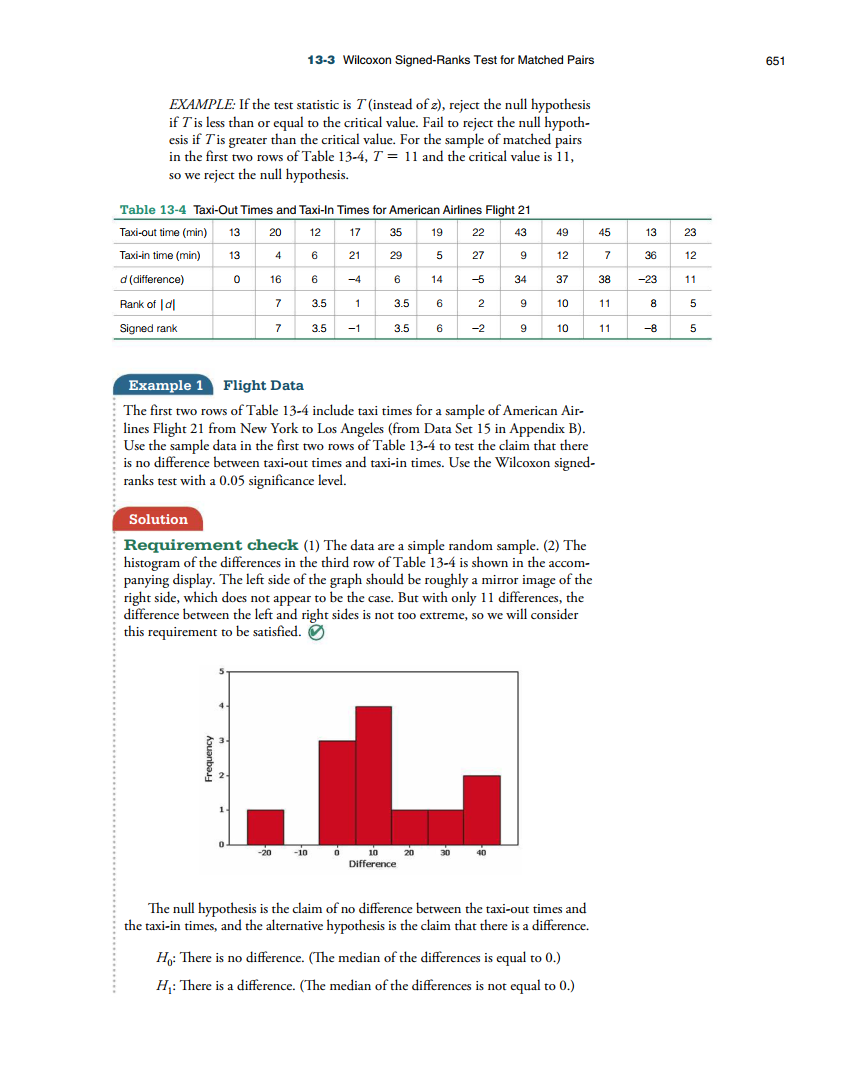 13-3 Wilcoxon Signed-Ranks Test for Matched Pairs 651
EXAMPLE: If the test statistic is T (instead of z), reject the null hypothesis
if T is less than or equal to the critical value. Fail to reject the null hypoth-
esis if T is greater than the critical value. For the sample of matched pairs
in the first two rows of Table 13-4, T = 11 and the critical value is 11,
so we reject the null hypothesis.
Table 13-4 Taxi-Out Times and Taxi-In Times for American Airlines Flight 21
Taxi-out time (min) 13 20 12 17 35 19 22 43 49 45 13 23
Taxi-in time (min) 13 4 6 21 29 5 27 9 12 7 36 12
d (difference) 0 16 6 −4 6 14 −5 34 37 38 −23 11
Rank of |d| 7 3.5 1 3.5 6 2 9 10 11 8 5
Signed rank 7 3.5 −1 3.5 6 −2 9 10 11 −8 5
Example 1 Flight Data
The first two rows of Table 13-4 include taxi times for a sample of American Air-
lines Flight 21 from New York to Los Angeles (from Data Set 15 in Appendix B).
Use the sample data in the first two rows of Table 13-4 to test the claim that there
is no difference between taxi-out times and taxi-in times. Use the Wilcoxon signed-
ranks test with a 0.05 significance level.
Solution
Requirement check (1) The data are a simple random sample. (2) The
histogram of the differences in the third row of Table 13-4 is shown in the accom-
panying display. The left side of the graph should be roughly a mirror image of the
right side, which does not appear to be the case. But with only 11 differences, the
difference between the left and right sides is not too extreme, so we will consider
this requirement to be satisfied.
5
4
3
2
1
0
Frequency
-20 -10 0 10 20 30 40
Difference
The null hypothesis is the claim of no difference between the taxi-out times and
the taxi-in times, and the alternative hypothesis is the claim that there is a difference.
H0: There is no difference. (The median of the differences is equal to 0.)
H1: There is a difference. (The median of the differences is not equal to 0.)